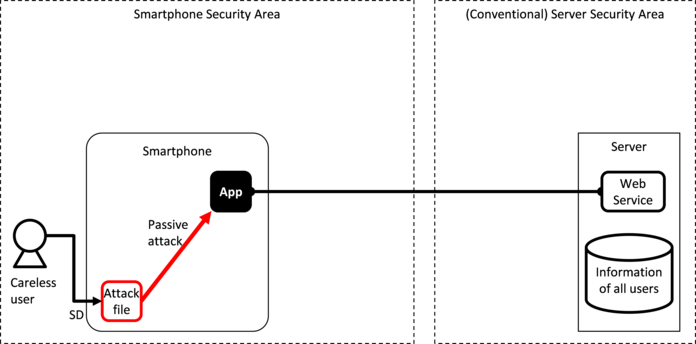 Smartphone Security Area
(Conventional) Server Security Area
Smartphone
Server
App
Web
Service
Passive
attack
Careless
user
SD
Attack
file
Information
of all users